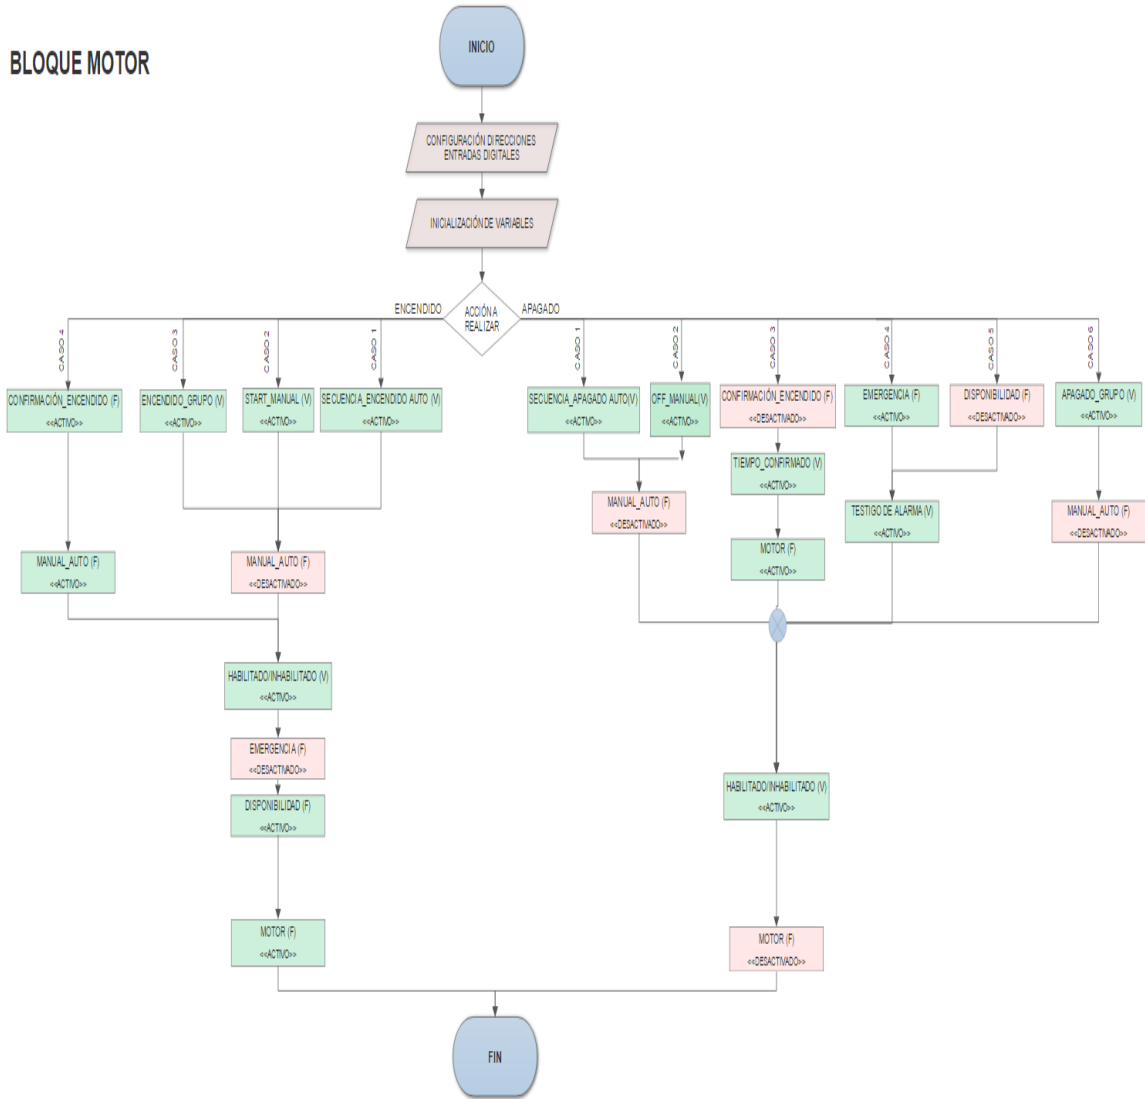 BLOQUE MOTOR
INICIO
CONFIGURACIÓN DIRECCIONES
ENTRADAS DIGITALES
INICIALIZACIÓN DE VARIABLES
ACCIÓN A
REALIZAR
ENCENDIDO
APAGADO
CASO 4
CASO 3
CASO 2
CASO 1
CASO 1
CASO 2
CASO 3
CASO 4
CASO 5
CASO 6
CONFIRMACIÓN_ENCENDIDO (F)
<<ACTIVO>>
ENCENDIDO_GRUPO (V)
<<ACTIVO>>
START_MANUAL (V)
<<ACTIVO>>
SECUENCIA_ENCENDIDO AUTO (V)
<<ACTIVO>>
SECUENCIA_APAGADO AUTO(V)
<<ACTIVO>>
OFF_MANUAL(V)
<<ACTIVO>>
CONFIRMACIÓN_ENCENDIDO (F)
<<DESACTIVADO>>
EMERGENCIA (F)
<<ACTIVO>>
DISPONIBILIDAD (F)
<<DESACTIVADO>>
APAGADO_GRUPO (V)
<<ACTIVO>>
TIEMPO_CONFIRMADO (V)
<<ACTIVO>>
MANUAL_AUTO (F)
<<DESACTIVADO>>
TESTIGO DE ALARMA (V)
<<ACTIVO>>
MANUAL_AUTO (F)
<<DESACTIVADO>>
MANUAL_AUTO (F)
<<ACTIVO>>
MANUAL_AUTO (F)
<<DESACTIVADO>>
MOTOR (F)
<<ACTIVO>>
HABILITADO/INHABILITADO (V)
<<ACTIVO>>
EMERGENCIA (F)
<<DESACTIVADO>>
DISPONIBILIDAD (F)
<<ACTIVO>>
HABILITADO/INHABILITADO (V)
<<ACTIVO>>
MOTOR (F)
<<ACTIVO>>
MOTOR (F)
<<DESACTIVADO>>
FIN